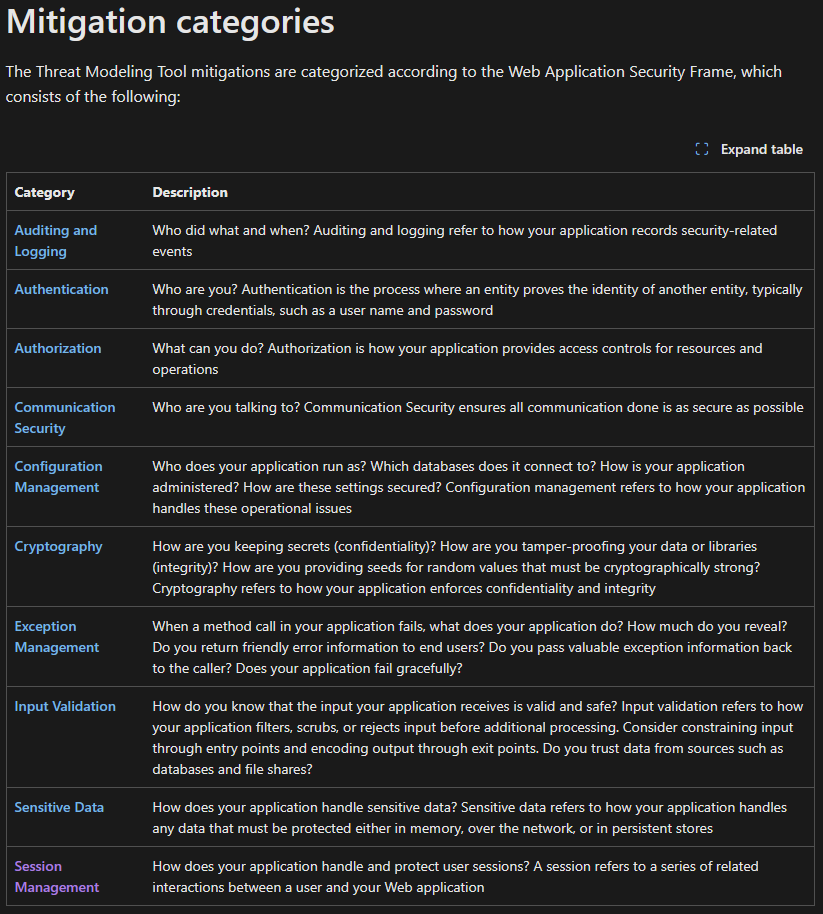 Mitigation categories
The Threat Modeling Tool mitigations are categorized according to the Web Application Security Frame, which
consists of the following:
Expand table
Category Description
Auditing and Who did what and when? Auditing and logging refer to how your application records security-related
Logging events
Authentication Who are you? Authentication is the process where an entity proves the identity of another entity, typically
through credentials, such as a user name and password
Authorization What can you do? Authorization is how your application provides access controls for resources and
operations
Communication Who are you talking to? Communication Security ensures all communication done is as secure as possible
Security
Configuration Who does your application run as? Which databases does it connect to? How is your application
Management administered? How are these settings secured? Configuration management refers to how your application
handles these operational issues
Cryptography How are you keeping secrets (confidentiality)? How are you tamper-proofing your data or libraries
(integrity)? How are you providing seeds for random values that must be cryptographically strong?
Cryptography refers to how your application enforces confidentiality and integrity
Exception When a method call in your application fails, what does your application do? How much do you reveal?
Management Do you return friendly error information to end users? Do you pass valuable exception information back
to the caller? Does your application fail gracefully?
Input Validation How do you know that the input your application receives is valid and safe? Input validation refers to how
your application filters, scrubs, or rejects input before additional processing. Consider constraining input
through entry points and encoding output through exit points. Do you trust data from sources such as
databases and file shares?
Sensitive Data How does your application handle sensitive data? Sensitive data refers to how your application handles
any data that must be protected either in memory, over the network, or in persistent stores
Session How does your application handle and protect user sessions? A session refers to a series of related
Management interactions between a user and your Web application